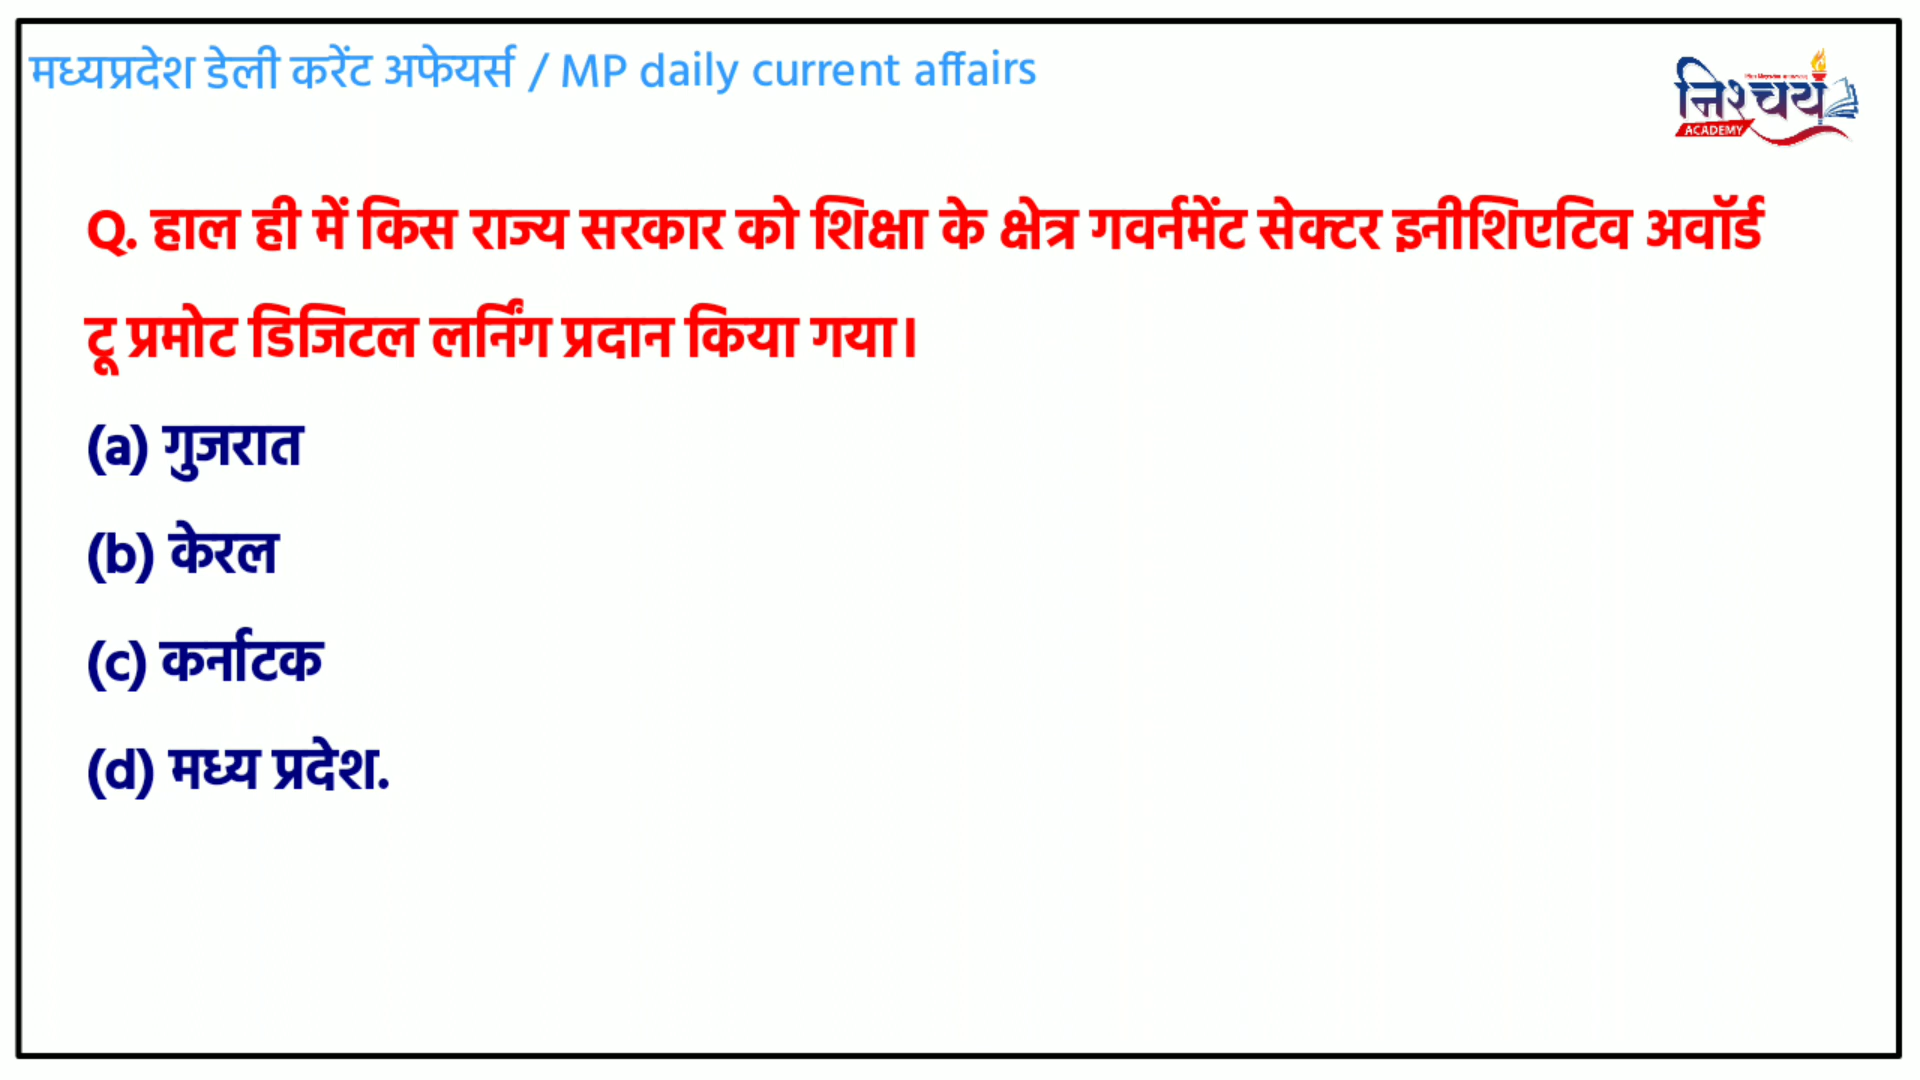 मध्यप्रदेश डेली करेंट अफेयर्स / MP daily current affairs
निश्चय
ACADEMY
Q. हाल ही में किस राज्य सरकार को शिक्षा के क्षेत्र गवर्नमेंट सेक्टर इनीशिएटिव अवॉर्ड
टू प्रमोट डिजिटल लर्निंग प्रदान किया गया।
(a) गुजरात
(b) केरल
(c) कर्नाटक
(d) मध्य प्रदेश.